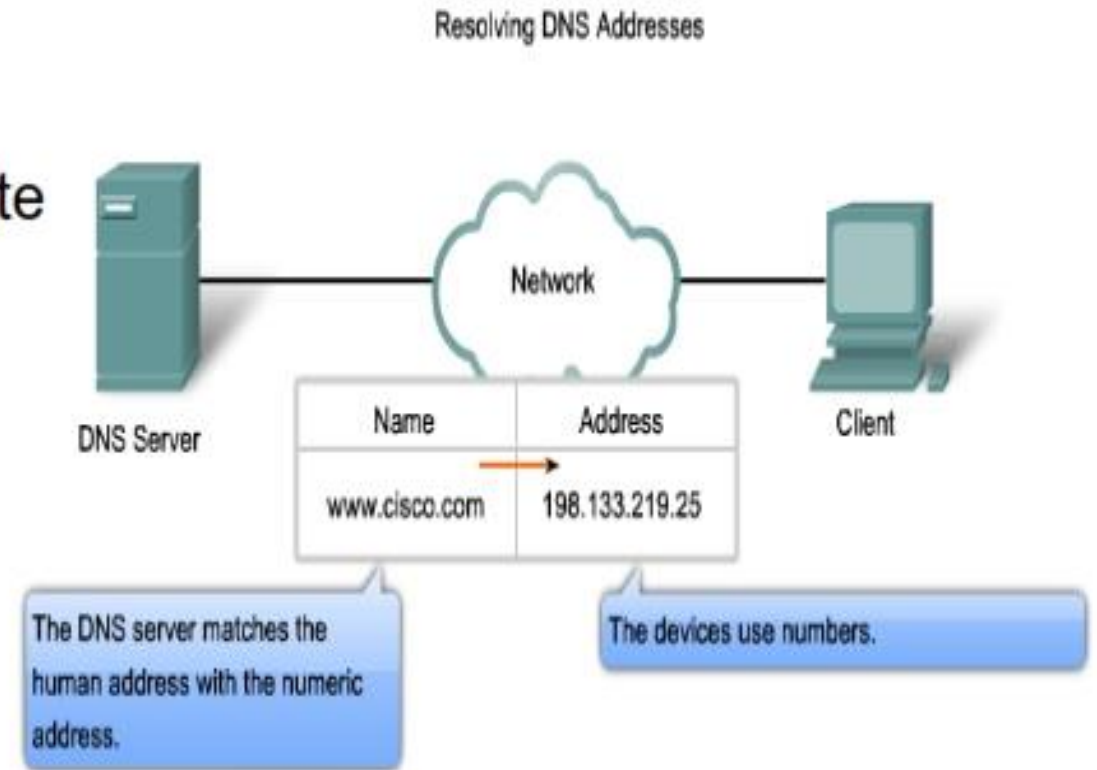 Resolving DNS Addresses
te
Network
DNS Server
Name Address
Client
www.cisco.com 198.133.219.25
The DNS server matches the
human address with the numeric
address.
The devices use numbers.